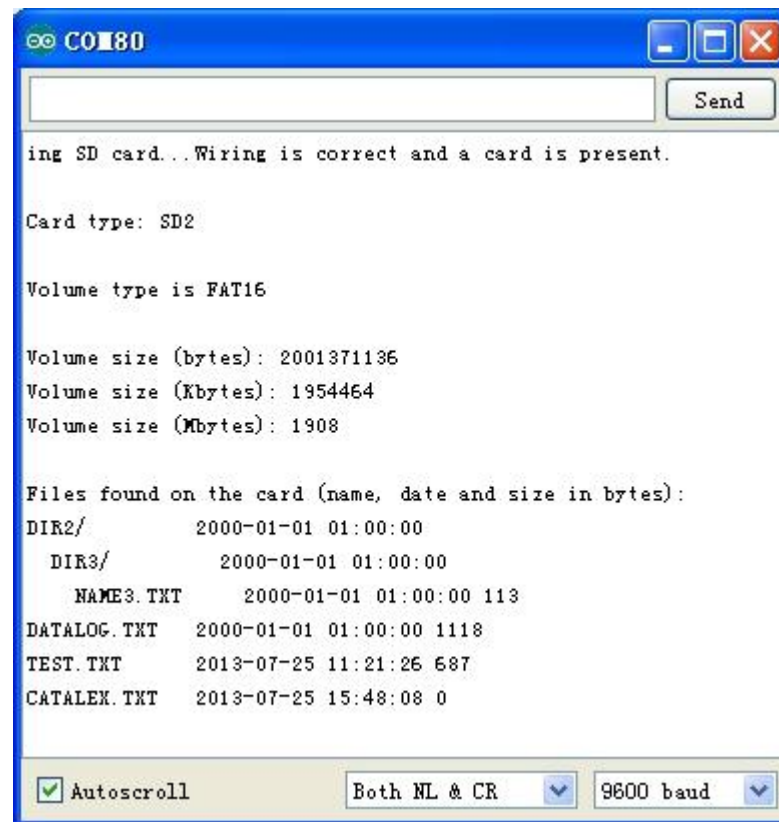 COM80
Send
ing SD card...Wiring is correct and a card is present.
Card type: SD2
Volume type is FAT16
Volume size (bytes): 2001371136
Volume size (Kbytes): 1954464
Volume size (Mbytes): 1908
Files found on the card (name, date and size in bytes):
DIR2/ 2000-01-01 01:00:00
DIR3/ 2000-01-01 01:00:00
NAME3.TXT 2000-01-01 01:00:00 113
DATALOG.TXT 2000-01-01 01:00:00 1118
TEST.TXT 2013-07-25 11:21:26 687
CATALEX.TXT 2013-07-25 15:48:08 0
Autoscroll Both NL & CR 9600 baud